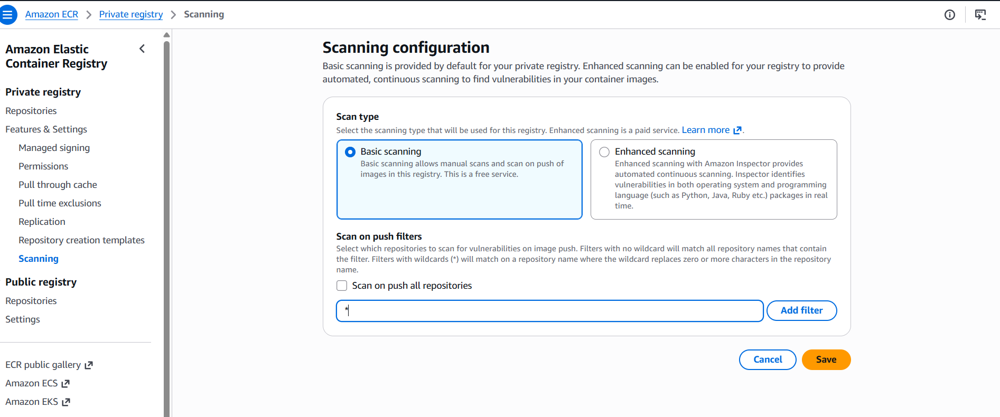 Amazon ECR > Private registry > Scanning
Amazon Elastic
Container Registry
Private registry
Repositories
Features & Settings
Managed signing
Permissions
Pull through cache
Pull time exclusions
Replication
Repository creation templates
Scanning
Public registry
Repositories
Settings
ECR public gallery
Amazon ECS
Amazon EKS
Scanning configuration
Basic scanning is provided by default for your private registry. Enhanced scanning can be enabled for your registry to provide
automated, continuous scanning to find vulnerabilities in your container images.
Scan type
Select the scanning type that will be used for this registry. Enhanced scanning is a paid service. Learn more .
Basic scanning
Basic scanning allows manual scans and scan on push of
images in this registry. This is a free service.
Enhanced scanning
Enhanced scanning with Amazon Inspector provides
automated continuous scanning. Inspector identifies
vulnerabilities in both operating system and programming
language (such as Python, Java, Ruby etc.) packages in real
time.
Scan on push filters
Select which repositories to scan for vulnerabilities on image push. Filters with no wildcard will match all repository names that contain
the filter. Filters with wildcards (*) will match on a repository name where the wildcard replaces zero or more characters in the repository
name.
Scan on push all repositories
*
Add filter
Cancel
Save